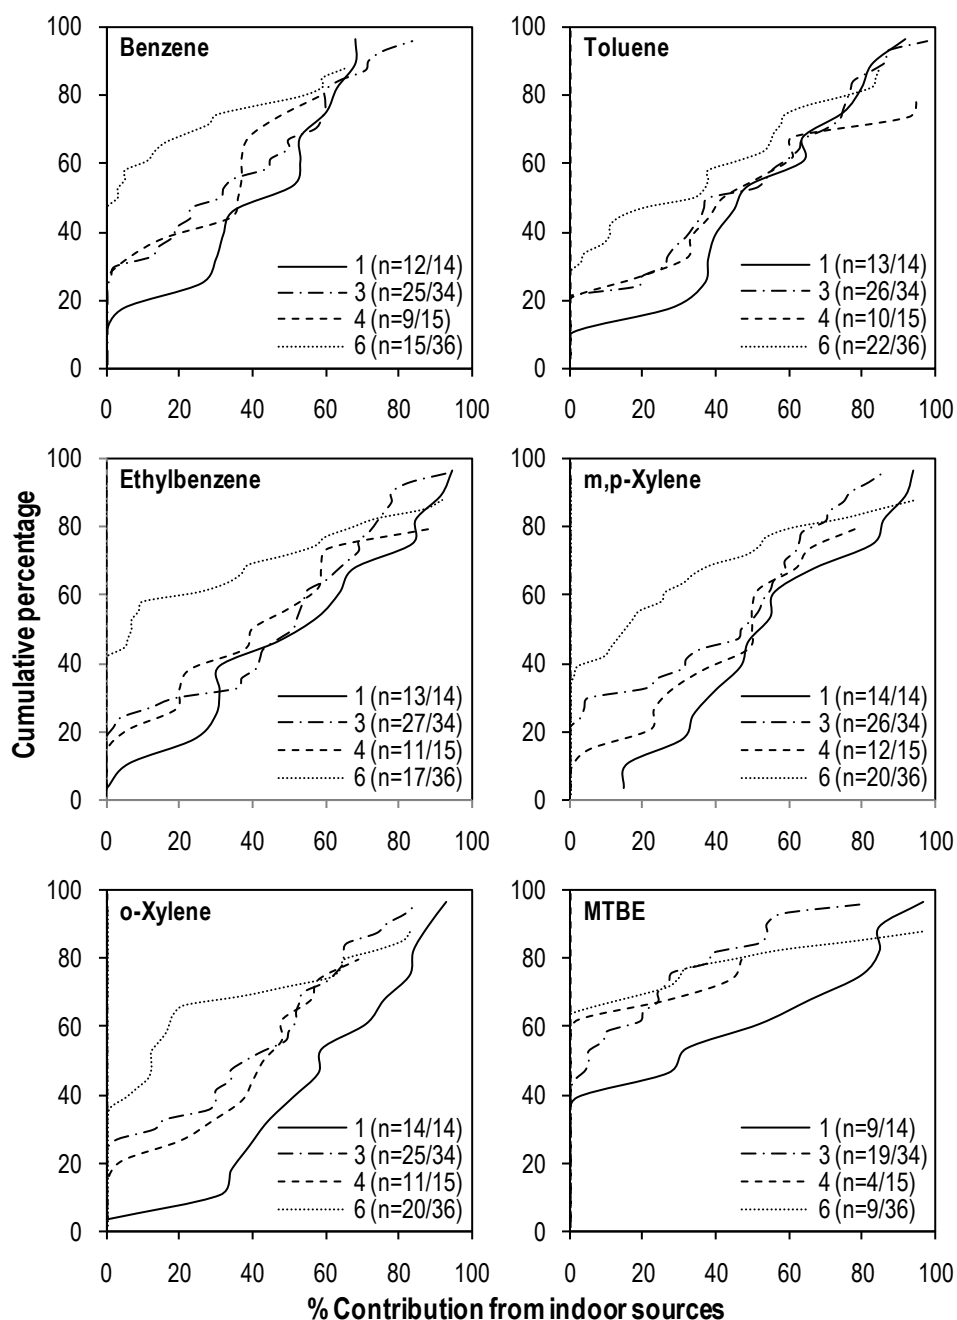 100
80
60
40
20
0
Benzene
1 (n=12/14)
3 (n=25/34)
4 (n=9/15)
6 (n=15/36)
0 20 40 60 80 100
100
80
60
40
20
0
Toluene
1 (n=13/14)
3 (n=26/34)
4 (n=10/15)
6 (n=22/36)
0 20 40 60 80 100
Cumulative percentage
100
80
60
40
20
0
Ethylbenzene
1 (n=13/14)
3 (n=27/34)
4 (n=11/15)
6 (n=17/36)
0 20 40 60 80 100
100
80
60
40
20
0
m,p-Xylene
1 (n=14/14)
3 (n=26/34)
4 (n=12/15)
6 (n=20/36)
0 20 40 60 80 100
100
80
60
40
20
0
o-Xylene
1 (n=14/14)
3 (n=25/34)
4 (n=11/15)
6 (n=20/36)
0 20 40 60 80 100
100
80
60
40
20
0
MTBE
1 (n=9/14)
3 (n=19/34)
4 (n=4/15)
6 (n=9/36)
0 20 40 60 80 100
% Contribution from indoor sources